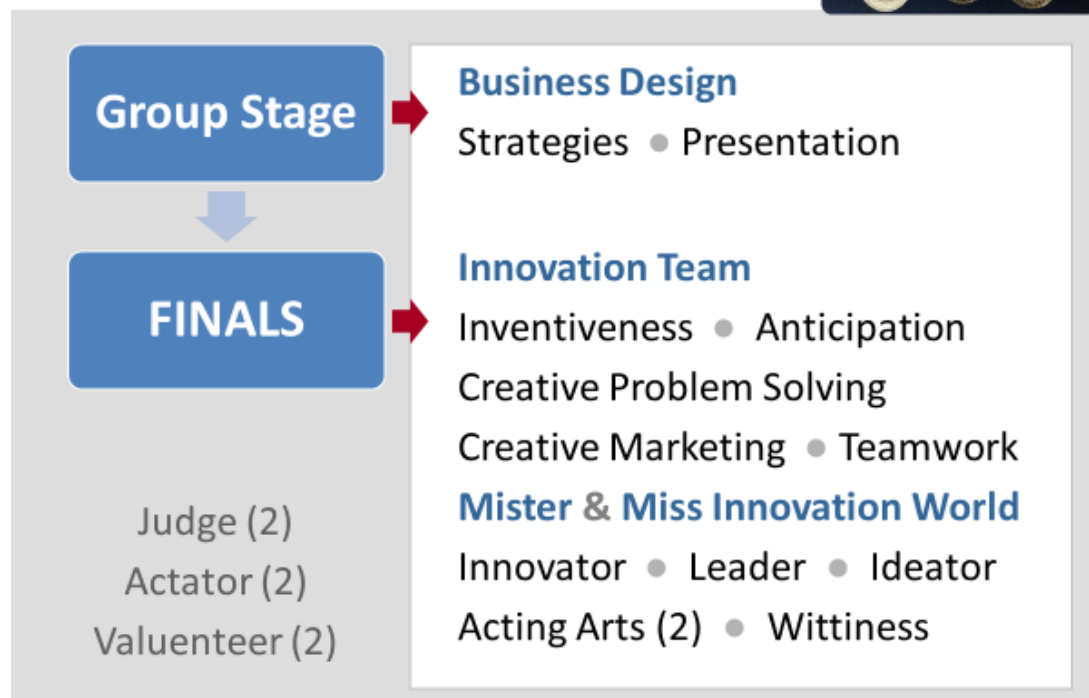 Group Stage
Business Design
Strategies ● Presentation
FINALS
Innovation Team
Inventiveness ● Anticipation
Creative Problem Solving
Creative Marketing ● Teamwork
Mister & Miss Innovation World
Innovator ● Leader ● Ideator
Acting Arts (2) ● Wittiness
Judge (2)
Actator (2)
Valuenteer (2)